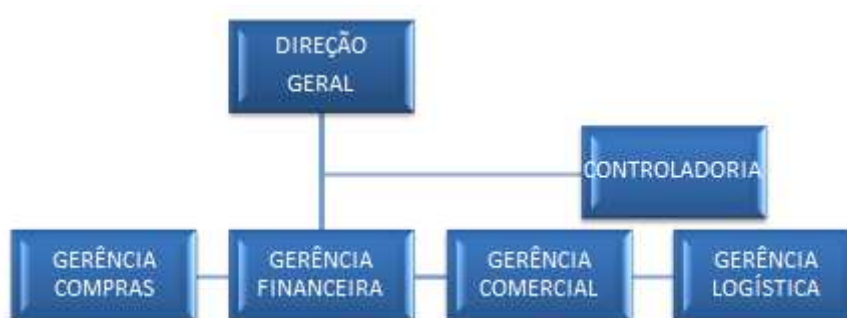 DIREÇÃO
GERAL
CONTROLADORIA
GERÊNCIA
COMPRAS
GERÊNCIA
FINANCEIRA
GERÊNCIA
COMERCIAL
GERÊNCIA
LOGÍSTICA